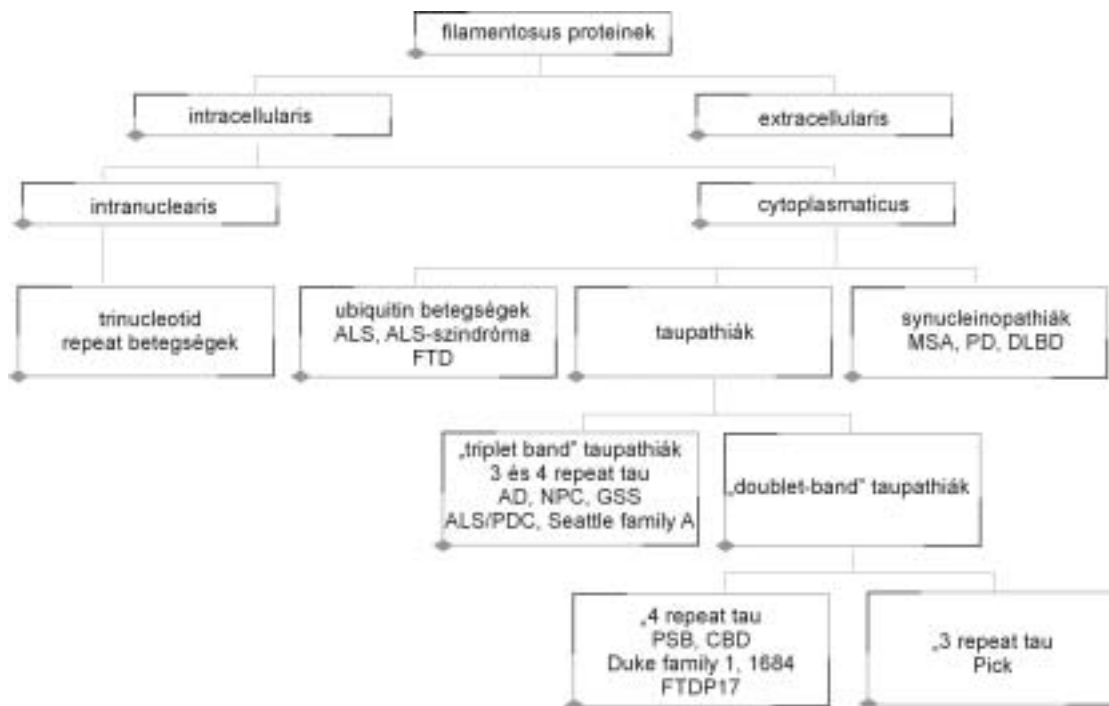 filamentosus proteinek
intracellularis
extracellularis
intranuclearis
cytoplasmaticus
trinucleotid
repeat betegségek
ubiquitin betegségek
ALS, ALS-szindróma
FTD
taupathiák
synucleinopathiák
MSA, PD, DLBD
„triplet band” taupathiák
3 és 4 repeat tau
AD, NPC, GSS
ALS/PDC, Seattle family A
„doublet-band” taupathiák
„4 repeat tau
PSB, CBD
Duke family 1, 1684
FTDP17
„3 repeat tau
Pick